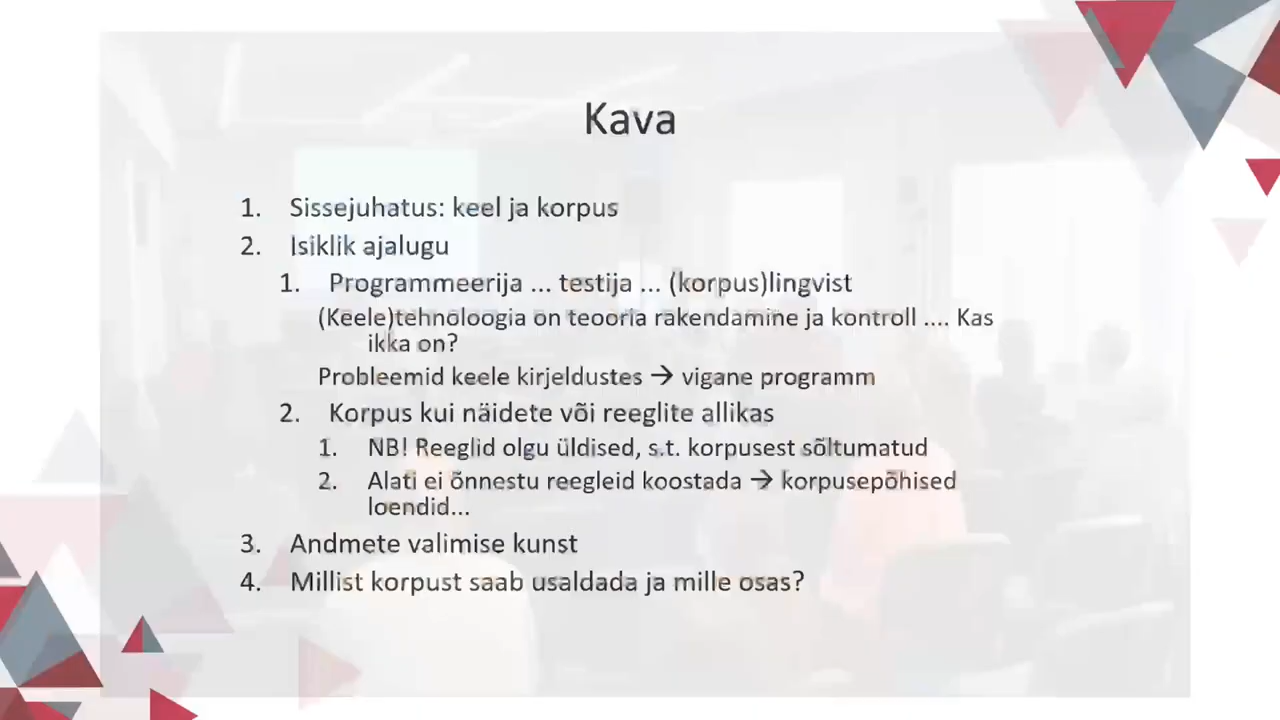 Kava
1. Sissejuhatus: keel ja korpus
2. Isiklik ajalugu
1. Programmeerija ... testija ... (korpus)lingvist
(Keele)tehnoloogia on teooria rakendamine ja kontroll .... Kas
ikka on?
Probleemid keele kirjeldustes → vigane programm
2. Korpus kui näidete või reeglite allikas
1. NB! Reeglid olgu üldised, s.t. korpusest sõltumatud
2. Alati ei õnnestu reegleid koostada → korpusepõhised
loendid...
3. Andmete valimise kunst
4. Millist korpust saab usaldada ja mille osas?